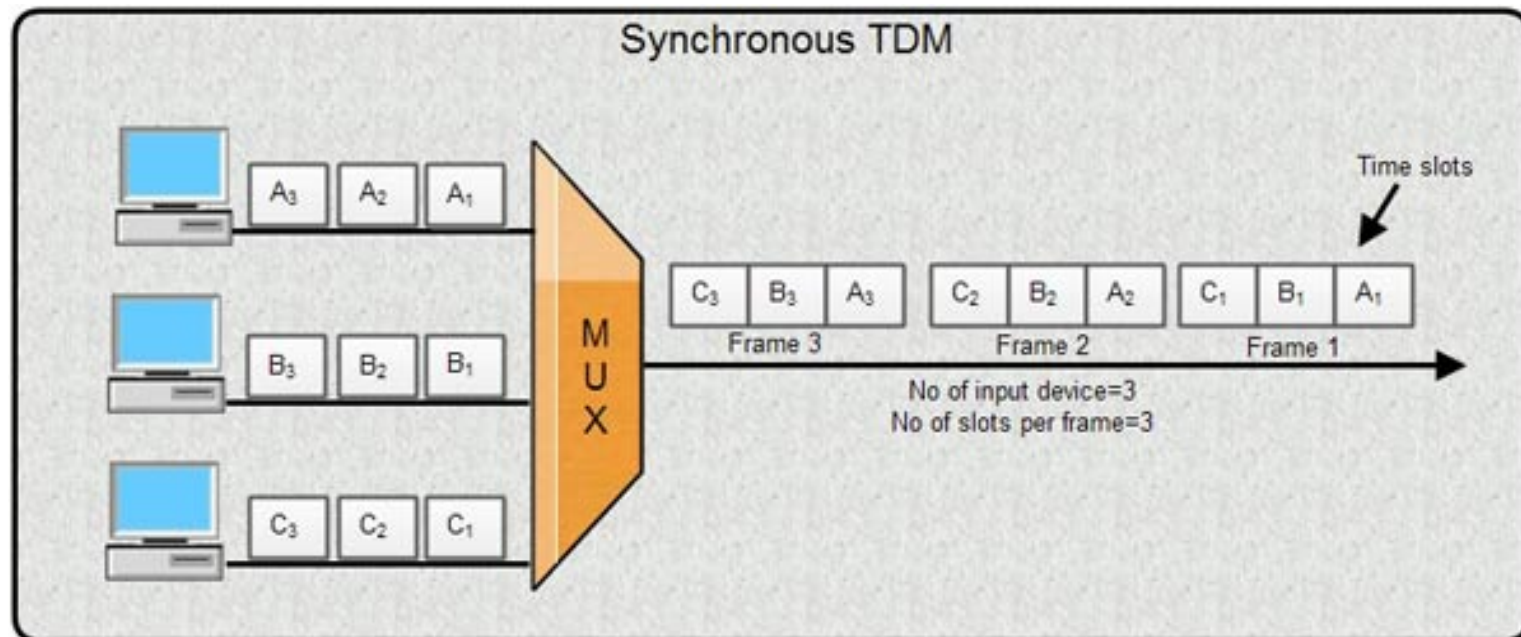 Synchronous TDM
Time slots
A₃ A₂ A₁
C₃ B₃ A₃ C₂ B₂ A₂ C₁ B₁ A₁
Frame 3 Frame 2 Frame 1
B₃ B₂ B₁
MUX
No of input device=3
No of slots per frame=3
C₃ C₂ C₁